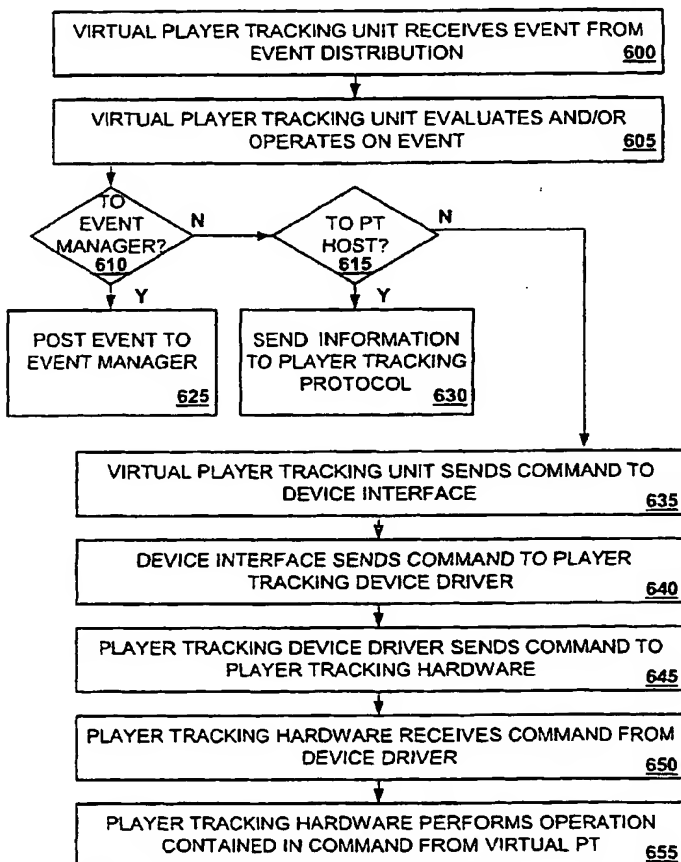 VIRTUAL PLAYER TRACKING UNIT RECEIVES EVENT FROM
EVENT DISTRIBUTION
600
VIRTUAL PLAYER TRACKING UNIT EVALUATES AND/OR
OPERATES ON EVENT
605
TO
EVENT
MANAGER?
610
N
TO PT
HOST?
615
N
Y
Y
POST EVENT TO
EVENT MANAGER
625
SEND INFORMATION
TO PLAYER TRACKING
PROTOCOL
630
VIRTUAL PLAYER TRACKING UNIT SENDS COMMAND TO
DEVICE INTERFACE
635
DEVICE INTERFACE SENDS COMMAND TO PLAYER
TRACKING DEVICE DRIVER
640
PLAYER TRACKING DEVICE DRIVER SENDS COMMAND TO
PLAYER TRACKING HARDWARE
645
PLAYER TRACKING HARDWARE RECEIVES COMMAND FROM
DEVICE DRIVER
650
PLAYER TRACKING HARDWARE PERFORMS OPERATION
CONTAINED IN COMMAND FROM VIRTUAL PT
655